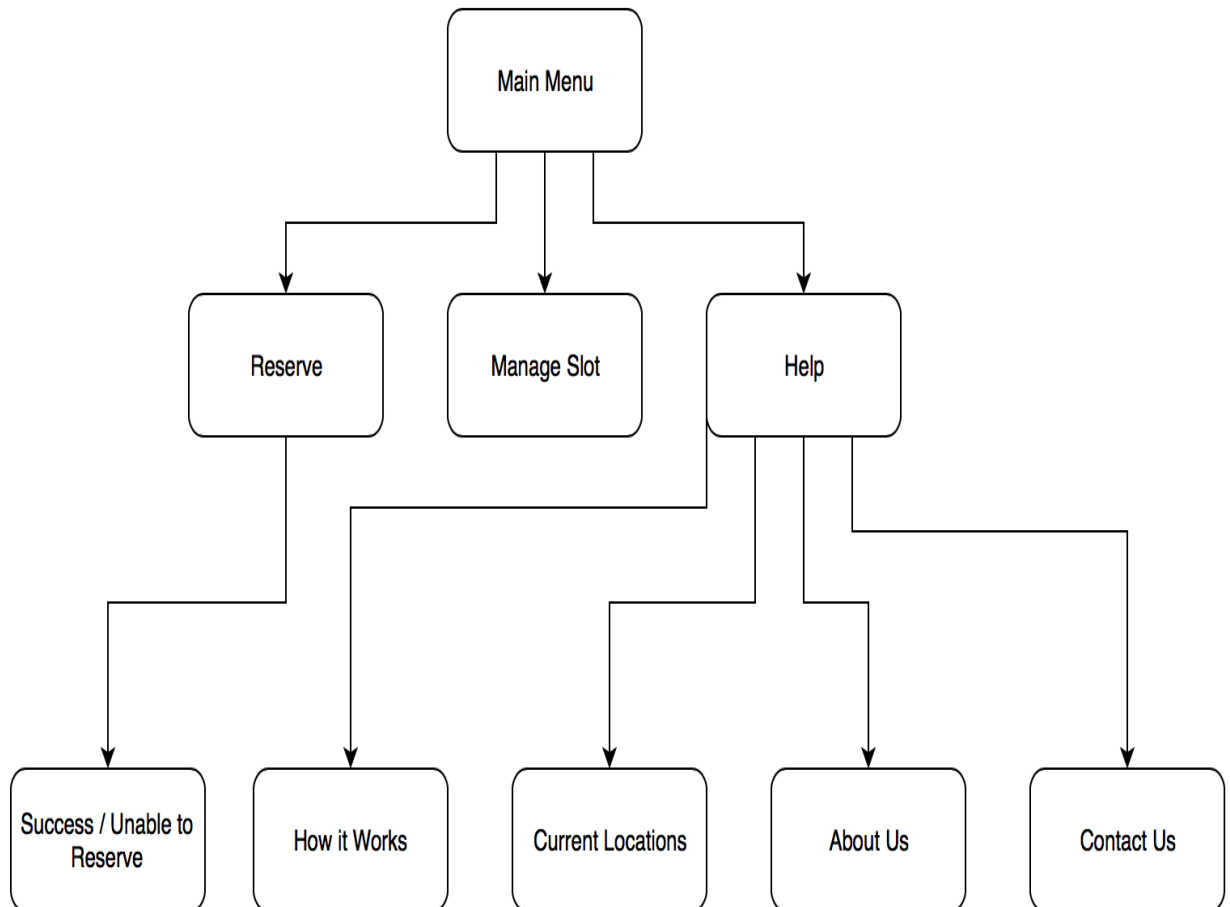 Main Menu
Reserve
Manage Slot
Help
Success / Unable to
Reserve
How it Works
Current Locations
About Us
Contact Us